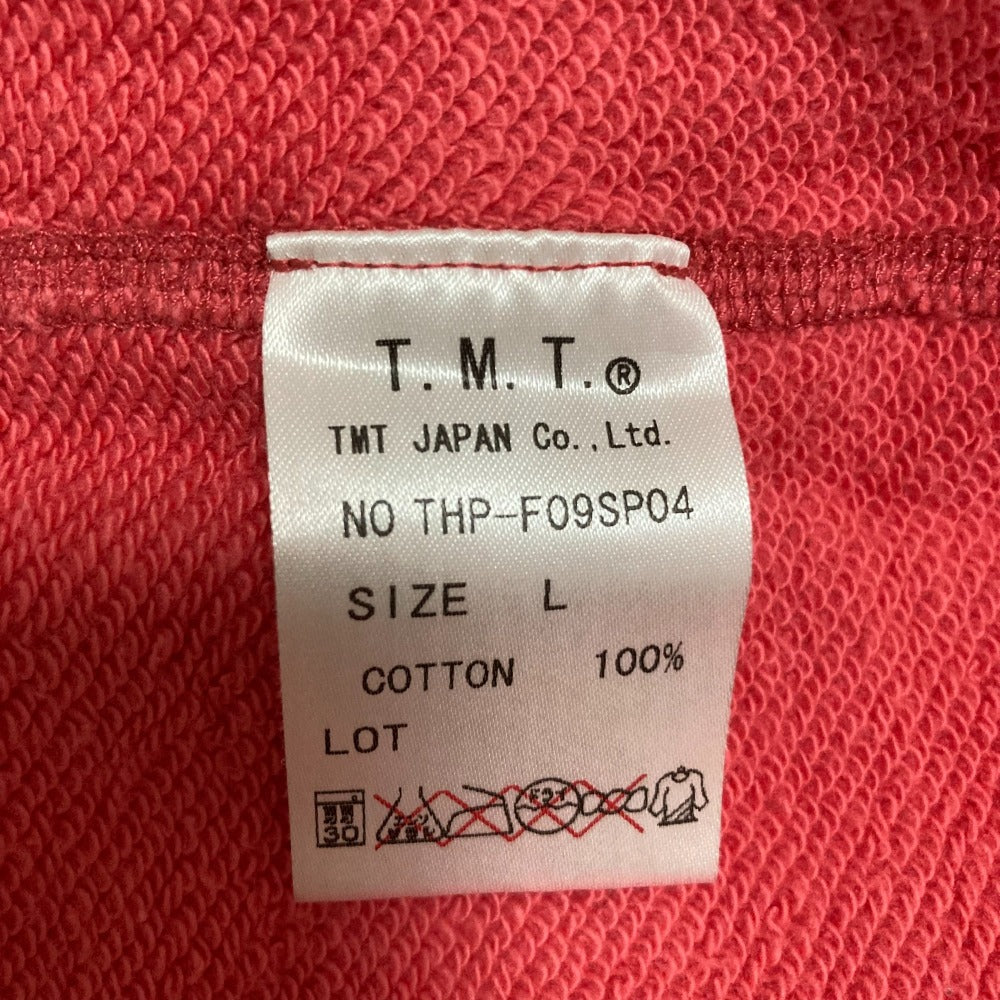 T.M.T.®
TMT JAPAN Co.,Ltd.
NO THP-F09SP04
SIZE L
COTTON 100%
LOT
30